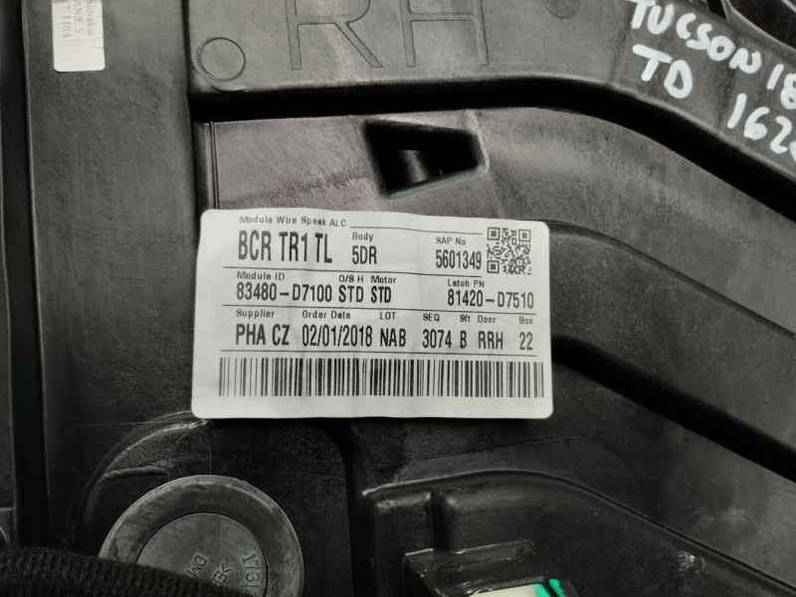 RH
TUCSON 18
TD 162
Module Wire Speak A.L.C
BCR TR1 TL Body 5DR SAP No 5601349
Module ID O/S H Motor Latch PN
83480-D7100 STD STD 81420-D7510
Supplier Order Date LOT SEQ Sft Door Box
PHA CZ 02/01/2018 NAB 3074 B RRH 22